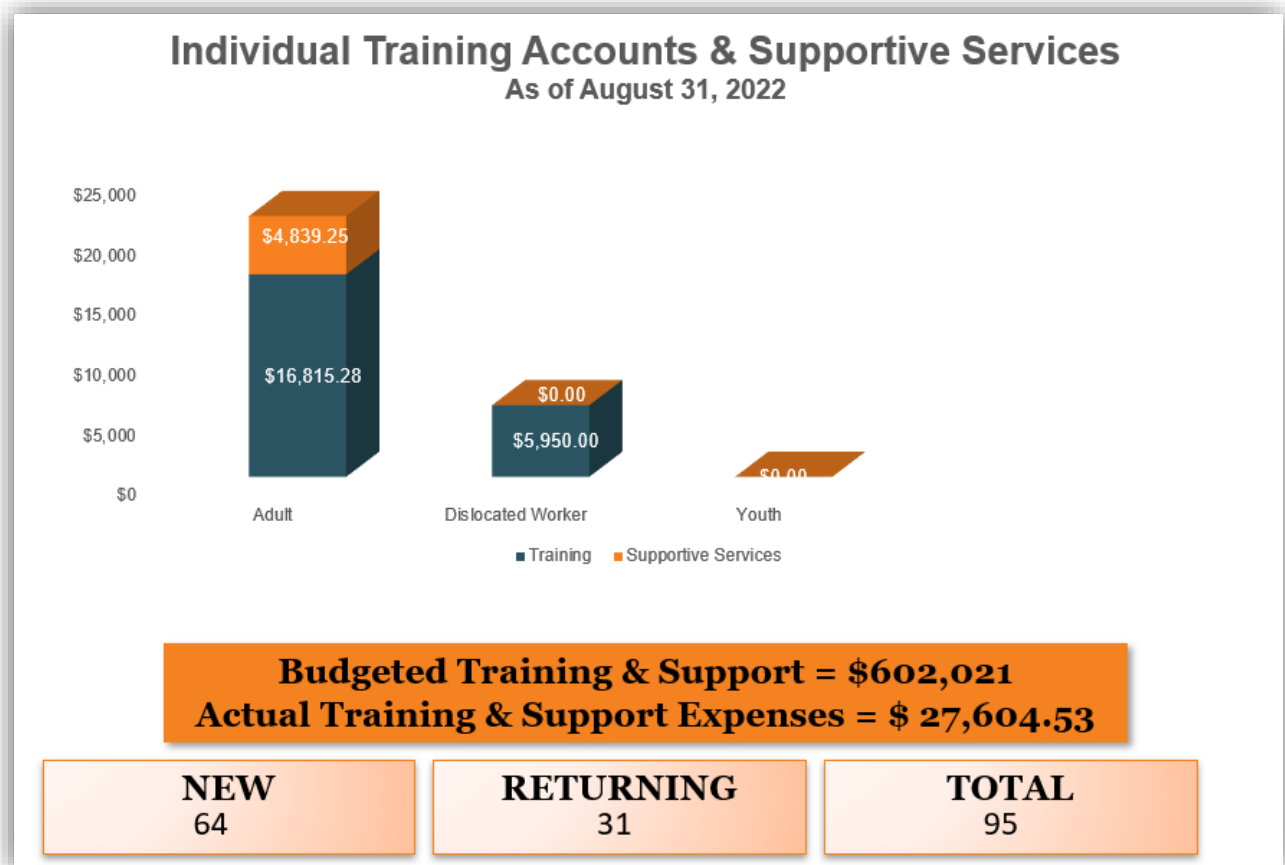 Individual Training Accounts & Supportive Services
As of August 31, 2022
$25,000
$20,000
$15,000
$10,000
$5,000
$0
$4,839.25
$16,815.28
$0.00
$5,950.00
$0.00
Adult
Dislocated Worker
Youth
Training
Supportive Services
Budgeted Training & Support = $602,021
Actual Training & Support Expenses = $ 27,604.53
NEW
64
RETURNING
31
TOTAL
95